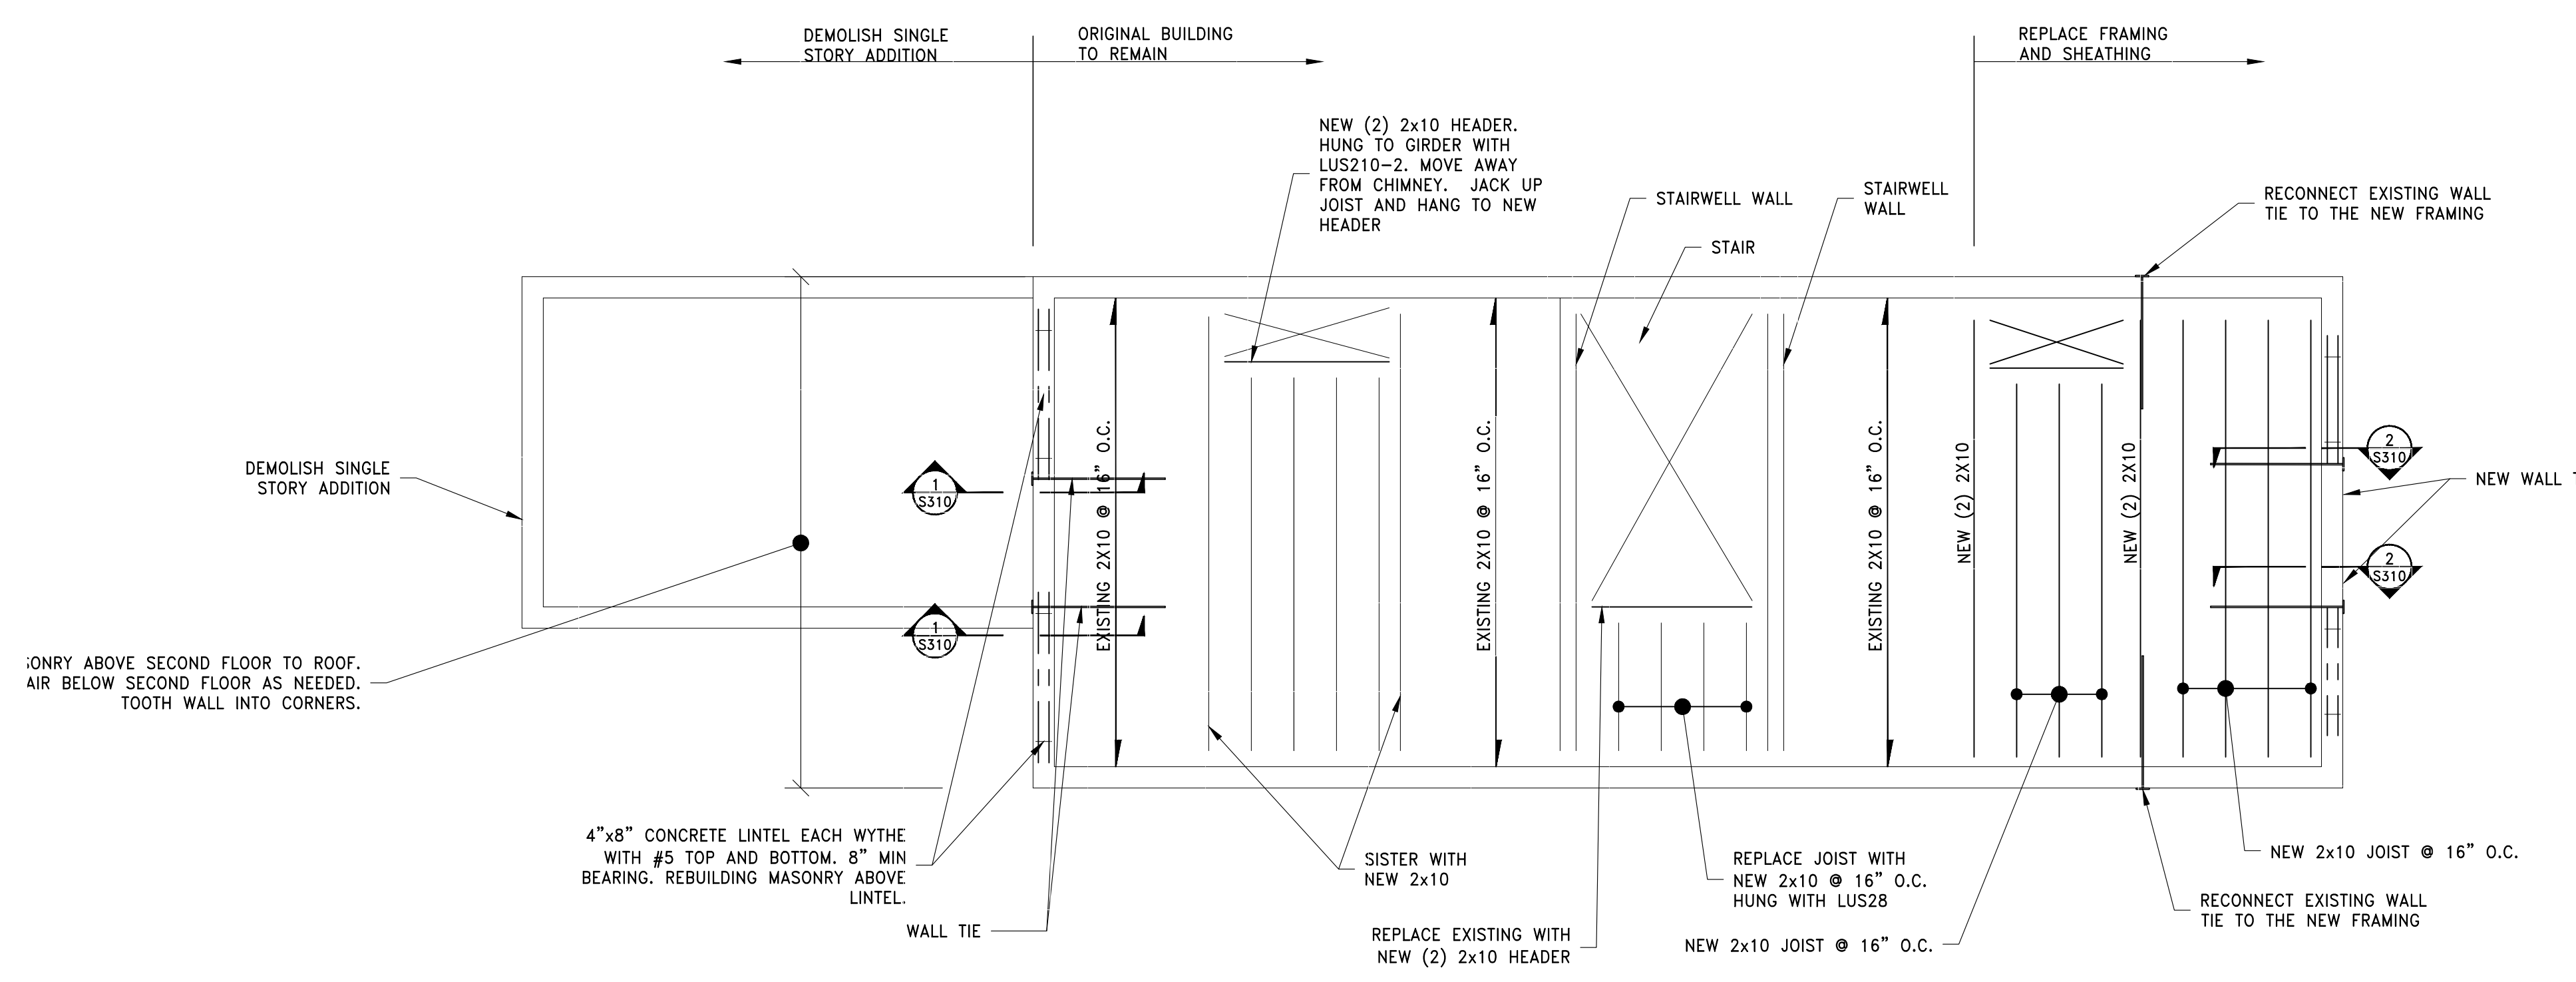 DEMOLISH SINGLE
STORY ADDITION
ORIGINAL BUILDING
TO REMAIN
REPLACE FRAMING
AND SHEATHING
NEW (2) 2x10 HEADER.
HUNG TO GIRDER WITH
LUS210-2. MOVE AWAY
FROM CHIMNEY. JACK UP
JOIST AND HANG TO NEW
HEADER
STAIRWELL WALL
STAIR
STAIRWELL
WALL
RECONNECT EXISTING WALL
TIE TO THE NEW FRAMING
DEMOLISH SINGLE
STORY ADDITION
1
S310
1
S310
EXISTING 2X10 @ 16" O.C.
EXISTING 2X10 @ 16" O.C.
EXISTING 2X10 @ 16" O.C.
NEW (2) 2X10
NEW (2) 2X10
2
S310
2
S310
NEW WALL
ABOVE SECOND FLOOR TO ROOF.
BELOW SECOND FLOOR AS NEEDED.
TOOTH WALL INTO CORNERS.
4"x8" CONCRETE LINTEL EACH WYTHE
WITH #5 TOP AND BOTTOM. 8" MIN
BEARING. REBUILDING MASONRY ABOVE
LINTEL.
WALL TIE
SISTER WITH
NEW 2x10
REPLACE EXISTING WITH
NEW (2) 2x10 HEADER
REPLACE JOIST WITH
NEW 2x10 @ 16" O.C.
HUNG WITH LUS28
NEW 2x10 JOIST @ 16" O.C.
NEW 2x10 JOIST @ 16" O.C.
RECONNECT EXISTING WALL
TIE TO THE NEW FRAMING